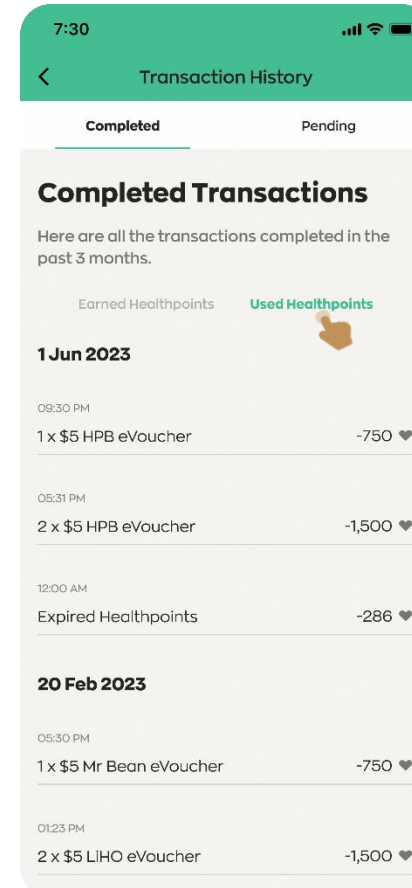 7:30
Transaction History
Completed Pending
Completed Transactions
Here are all the transactions completed in the
past 3 months.
Earned Healthpoints Used Healthpoints
1 Jun 2023
09:30 PM
1 x $5 HPB eVoucher -750
05:31 PM
2 x $5 HPB eVoucher -1,500
12:00 AM
Expired Healthpoints -286
20 Feb 2023
05:30 PM
1 x $5 Mr Bean eVoucher -750
01:23 PM
2 x $5 LiHO eVoucher -1,500